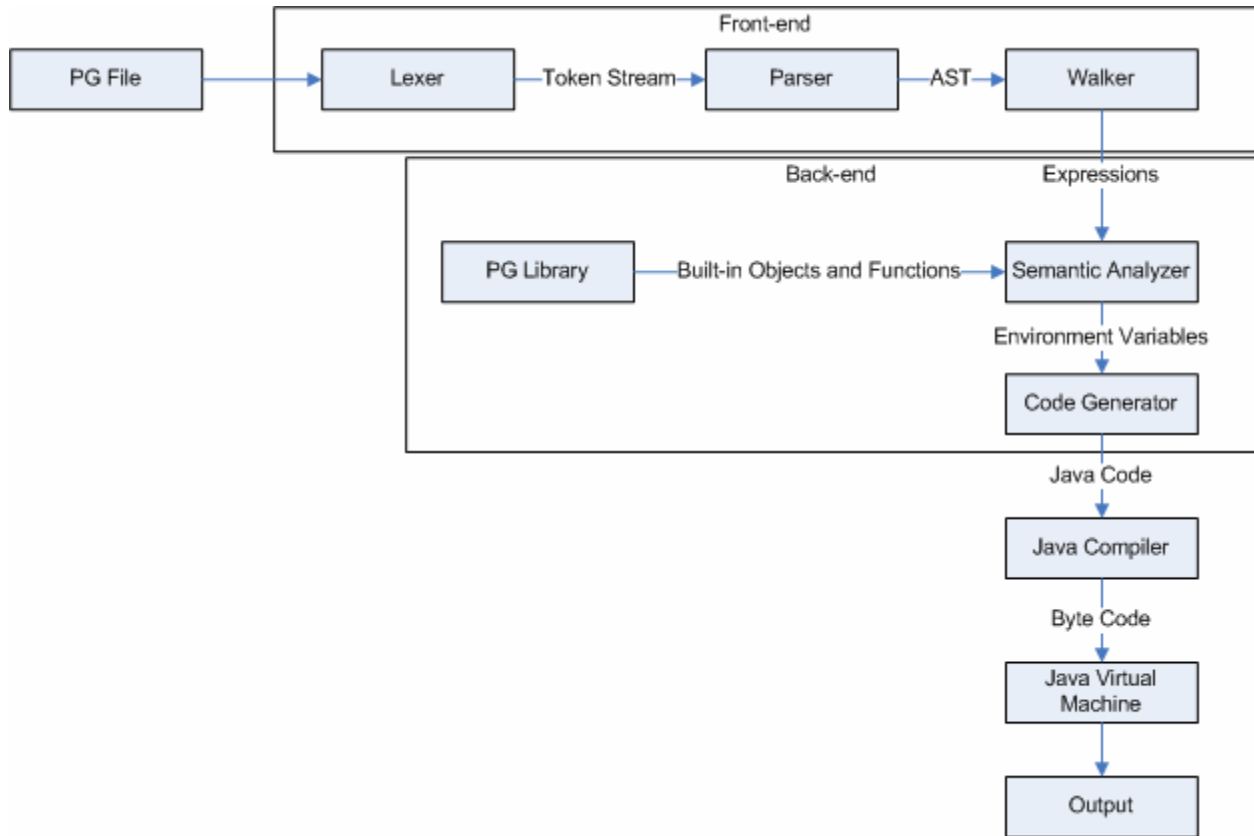 Front-end
PG File
Lexer
Token Stream
Parser
AST
Walker
Back-end
Expressions
PG Library
Built-in Objects and Functions
Semantic Analyzer
Environment Variables
Code Generator
Java Code
Java Compiler
Byte Code
Java Virtual
Machine
Output